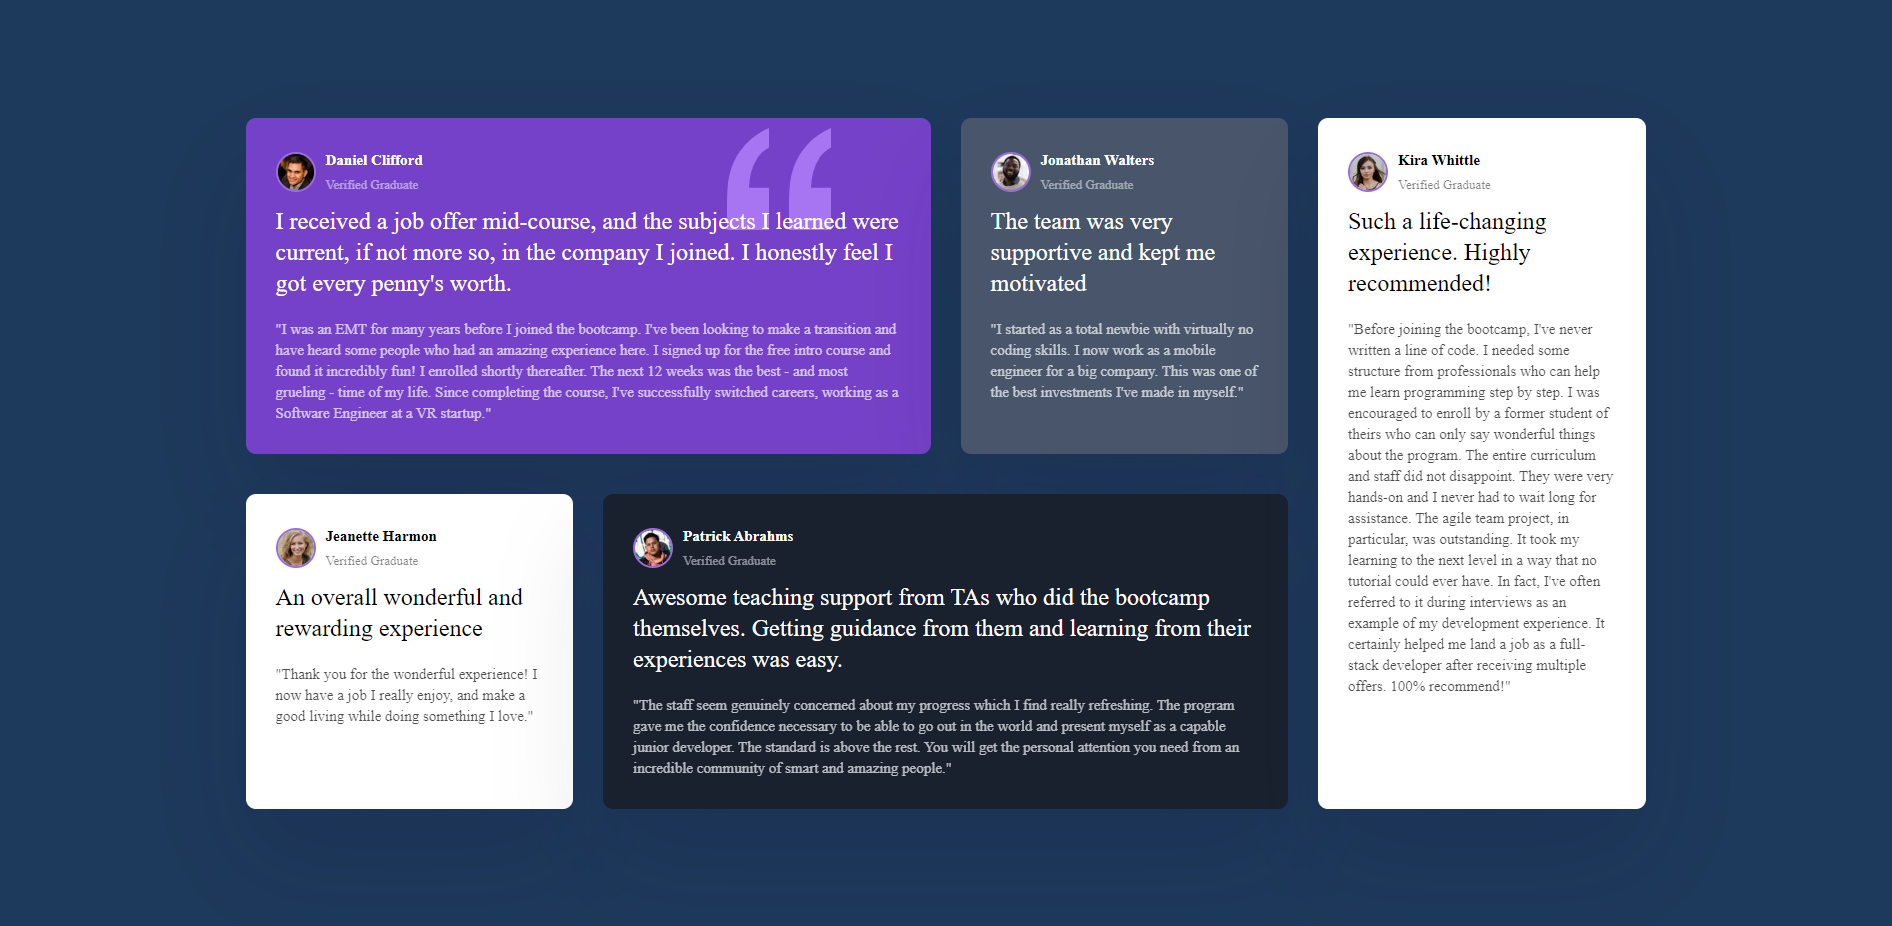 Daniel Clifford
Verified Graduate
I received a job offer mid-course, and the subjects I learned were
current, if not more so, in the company I joined. I honestly feel I
got every penny's worth.
"I was an EMT for many years before I joined the bootcamp. I've been looking to make a transition and
have heard some people who had an amazing experience here. I signed up for the free intro course and
found it incredibly fun! I enrolled shortly thereafter. The next 12 weeks was the best - and most
grueling - time of my life. Since completing the course, I've successfully switched careers, working as a
Software Engineer at a VR startup."
Jonathan Walters
Verified Graduate
The team was very
supportive and kept me
motivated
"I started as a total newbie with virtually no
coding skills. I now work as a mobile
engineer for a big company. This was one of
the best investments I've made in myself."
Kira Whittle
Verified Graduate
Such a life-changing
experience. Highly
recommended!
"Before joining the bootcamp, I've never
written a line of code. I needed some
structure from professionals who can help
me learn programming step by step. I was
encouraged to enroll by a former student of
theirs who can only say wonderful things
about the program. The entire curriculum
and staff did not disappoint. They were very
hands-on and I never had to wait long for
assistance. The agile team project, in
particular, was outstanding. It took my
learning to the next level in a way that no
tutorial could ever have. In fact, I've often
referred to it during interviews as an
example of my development experience. It
certainly helped me land a job as a full-
stack developer after receiving multiple
offers. 100% recommend!"
Jeanette Harmon
Verified Graduate
An overall wonderful and
rewarding experience
"Thank you for the wonderful experience! I
now have a job I really enjoy, and make a
good living while doing something I love."
Patrick Abrahms
Verified Graduate
Awesome teaching support from TAs who did the bootcamp
themselves. Getting guidance from them and learning from their
experiences was easy.
"The staff seem genuinely concerned about my progress which I find really refreshing. The program
gave me the confidence necessary to be able to go out in the world and present myself as a capable
junior developer. The standard is above the rest. You will get the personal attention you need from an
incredible community of smart and amazing people."